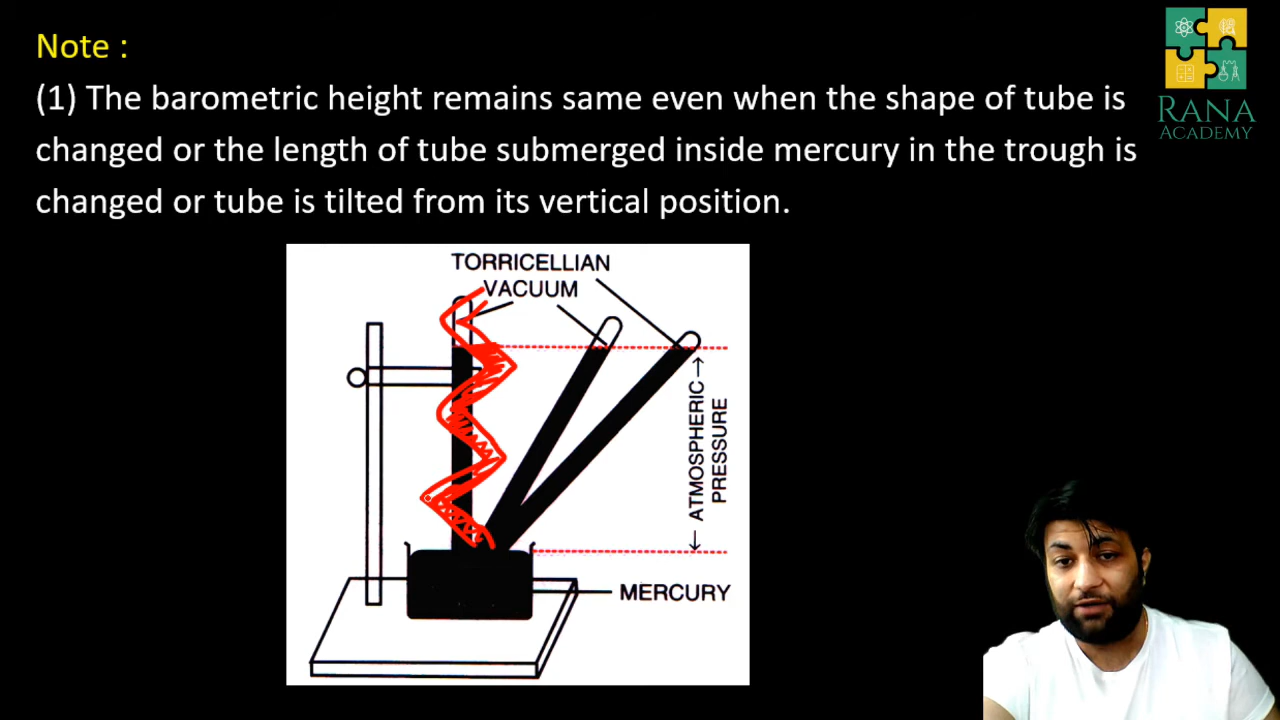 Note :
(1) The barometric height remains same even when the shape of tube is
changed or the length of tube submerged inside mercury in the trough is
changed or tube is tilted from its vertical position.
RANA
ACADEMY
TORRICELLIAN
VACUUM
ATMOSPHERIC
PRESSURE
MERCURY